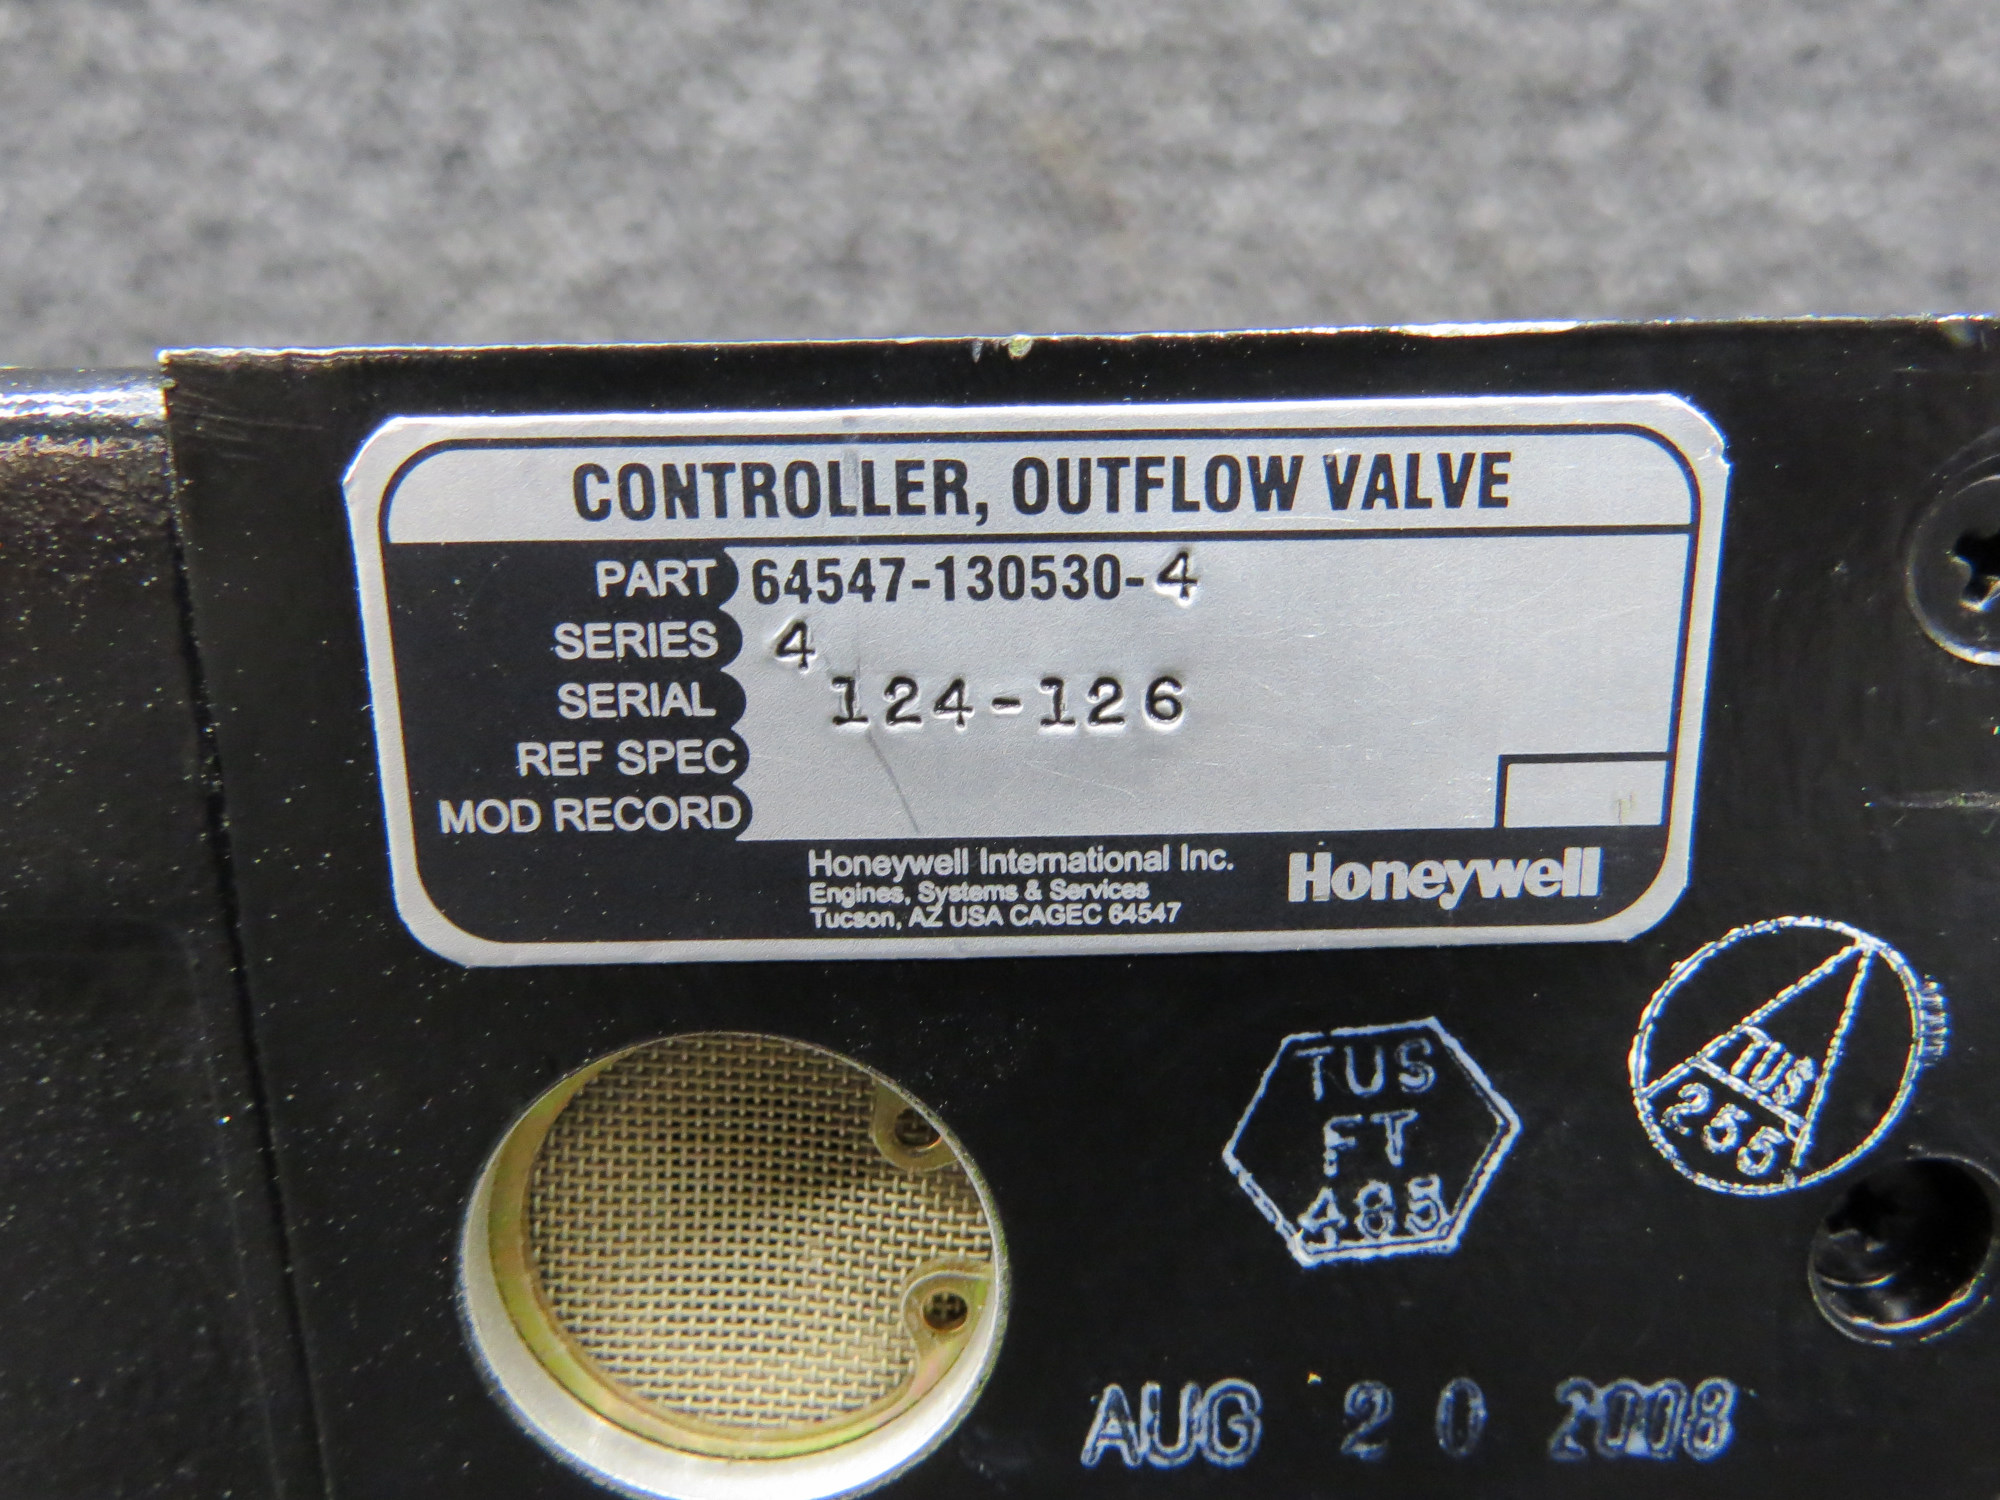 CONTROLLER, OUTFLOW VALVE
PART 64547-130530-4
SERIES 4
SERIAL 124-126
REF SPEC
MOD RECORD
Honeywell International Inc.
Engines, Systems & Services
Tucson, AZ USA CAGEC 64547
Honeywell
TUS
255
TUS
FT
485
AUG 20 2008